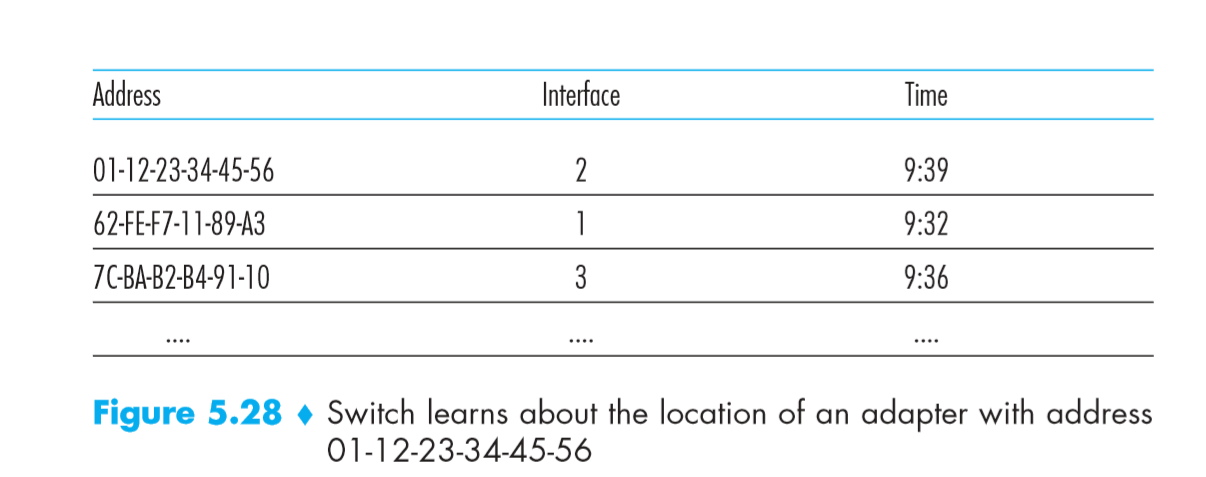 Address Interface Time
01-12-23-34-45-56 2 9:39
62-FE-F7-11-89-A3 1 9:32
7C-BA-B2-B4-91-10 3 9:36
.... .... ....
Figure 5.28 ♦ Switch learns about the location of an adapter with address
01-12-23-34-45-56